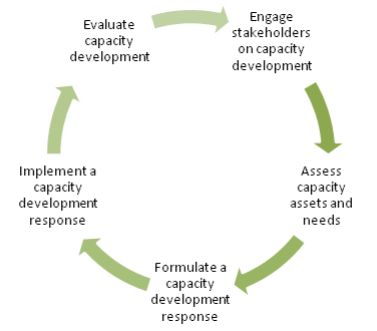 Engage
stakeholders
on capacity
development
Assess
capacity
assets and
needs
Formulate a
capacity
development
response
Implement a
capacity
development
response
Evaluate
capacity
development